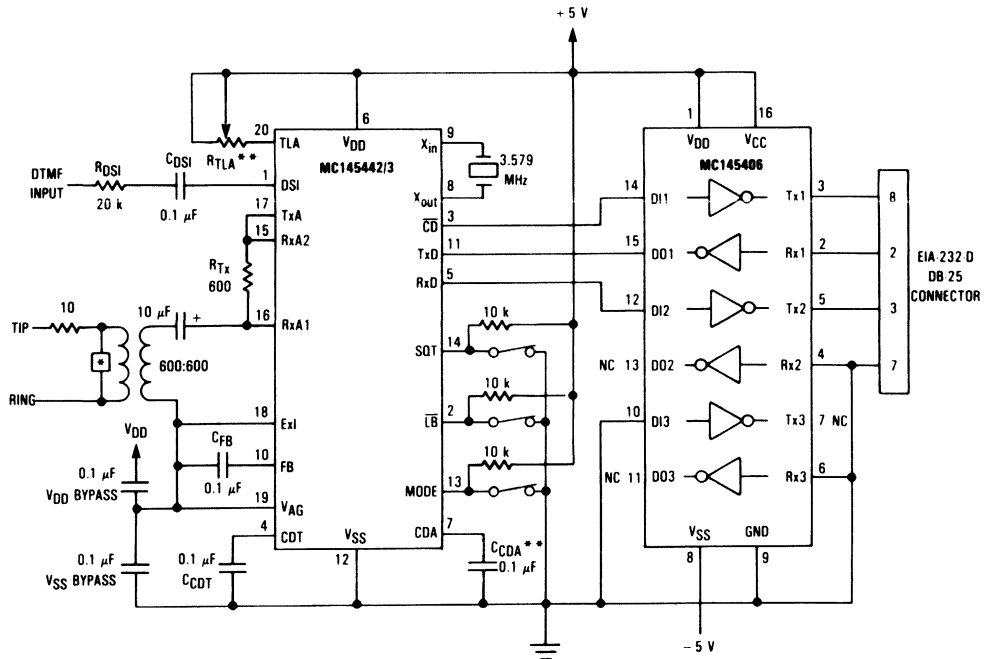 + 5 V
6
1
16
20
TLA
VDD
9
Xin
VDD
VCC
RTLA**
MC145442/3
3.579
MHz
MC145406
RDSI
CDSI
DTMF
INPUT
20 k
0.1 µF
1
DSI
8
Xout
14
DI1
Tx1
3
8
17
TxA
3
CD
15
RxA2
11
TxD
15
DO1
Rx1
2
2
EIA-232-D
DB-25
CONNECTOR
RTx
600
5
RxD
12
DI2
Tx2
5
3
10
10 µF
+
TIP
16
RxA1
10 k
14
SQT
*
600:600
NC 13
DO2
Rx2
4
7
RING
10 k
18
ExI
2
LB
10
DI3
Tx3
7 NC
VDD
CFB
10
FB
10 k
0.1 µF
VDD BYPASS
0.1 µF
13
MODE
NC 11
DO3
Rx3
6
19
VAG
4
CDT
VSS
CDA
7
VSS
GND
0.1 µF
VSS BYPASS
0.1 µF
CCDT
12
CCDA**
0.1 µF
8
9
− 5 V